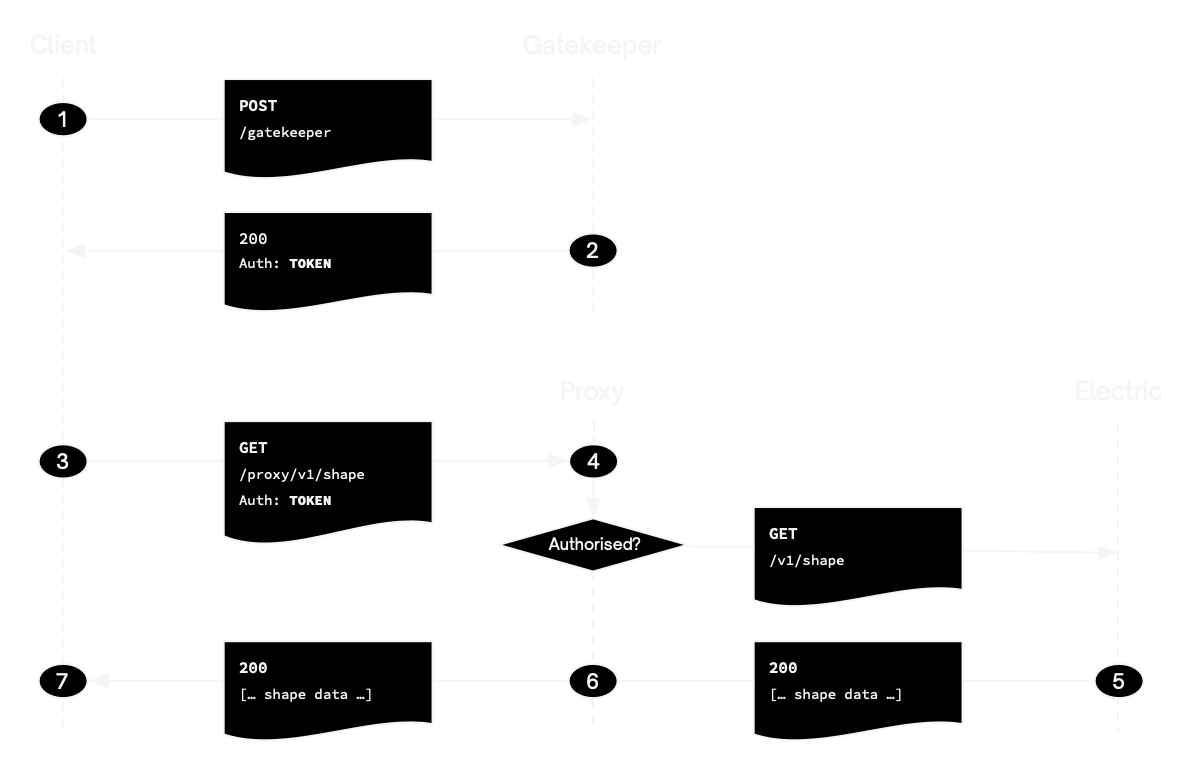 Client
Gatekeeper
1
POST
/gatekeeper
200
Auth: TOKEN
2
Proxy
Electric
3
GET
/proxy/v1/shape
Auth: TOKEN
4
Authorised?
GET
/v1/shape
7
200
[… shape data …]
6
200
[… shape data …]
5